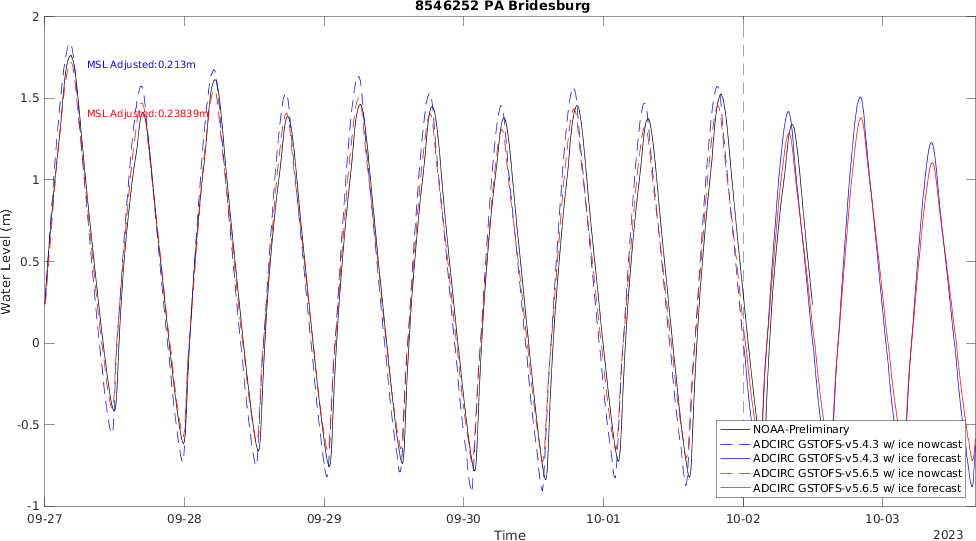 8546252 PA Bridesburg
2
MSL Adjusted:0.213m
1.5
MSL Adjusted:0.23839m
1
Water Level (m)
0.5
0
-0.5
NOAA-Preliminary
ADCIRC GSTOFS-v5.4.3 w/ ice nowcast
ADCIRC GSTOFS-v5.4.3 w/ ice forecast
ADCIRC GSTOFS-v5.6.5 w/ ice nowcast
ADCIRC GSTOFS-v5.6.5 w/ ice forecast
-1
09-27 09-28 09-29 09-30 10-01 10-02 10-03
Time
2023